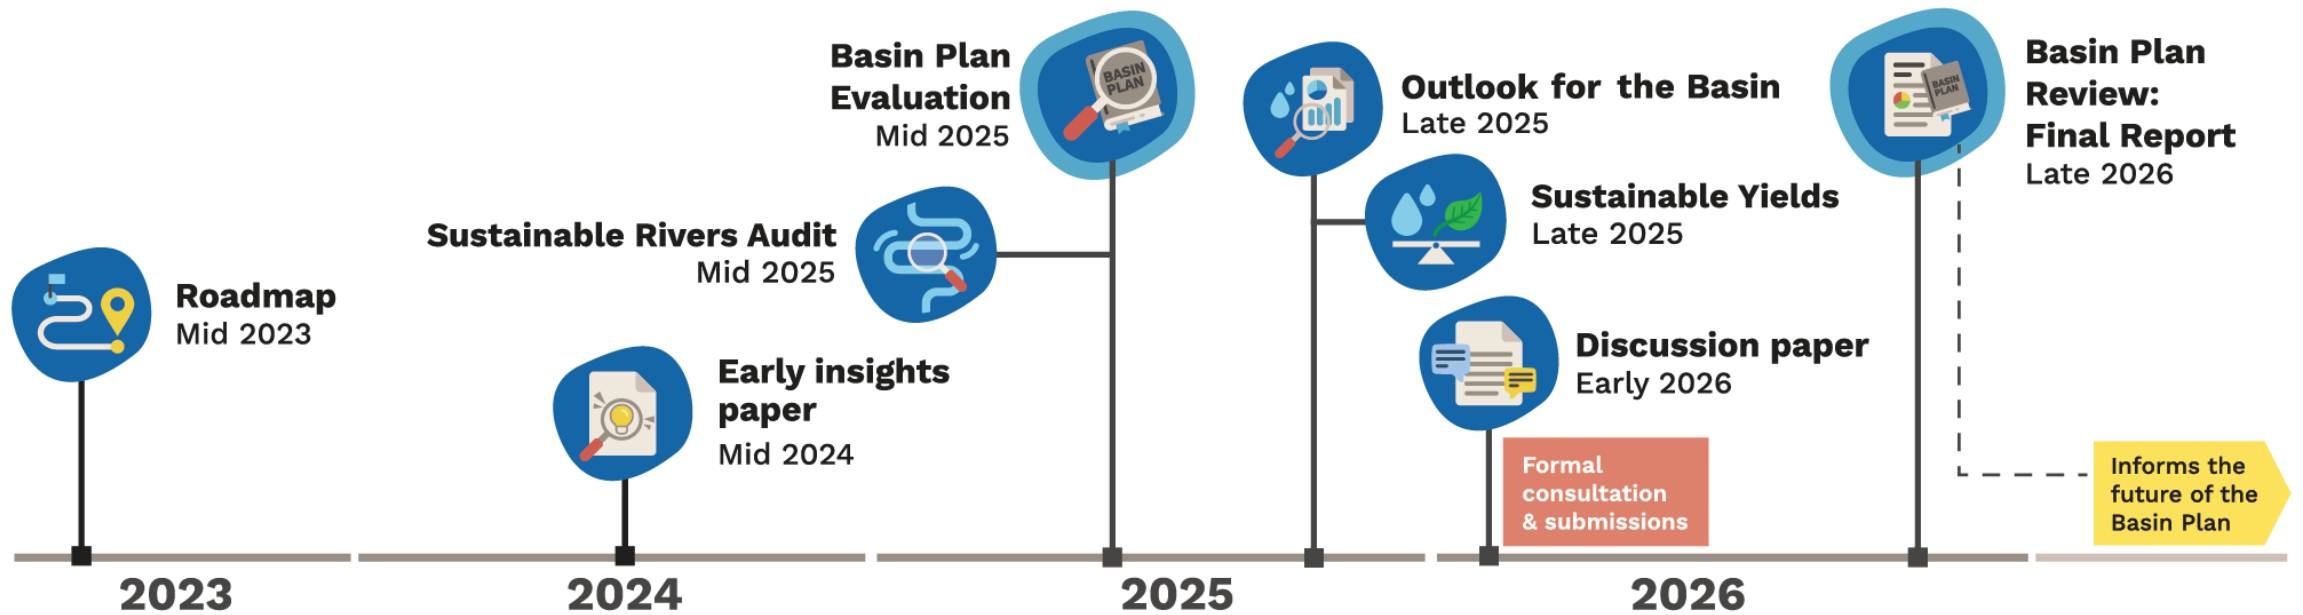 Roadmap
Mid 2023
Early insights
paper
Mid 2024
Sustainable Rivers Audit
Mid 2025
Basin Plan
Evaluation
Mid 2025
BASIN
PLAN
Outlook for the Basin
Late 2025
Sustainable Yields
Late 2025
Discussion paper
Early 2026
Formal
consultation
& submissions
Basin Plan
Review:
Final Report
Late 2026
BASIN
PLAN
Informs the
future of the
Basin Plan
2023
2024
2025
2026